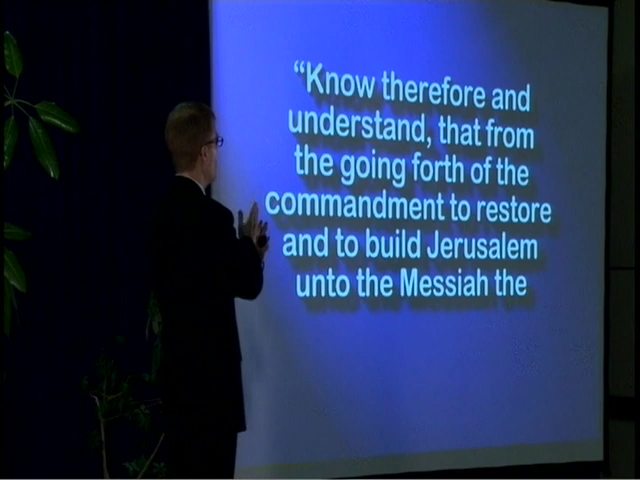 “Know therefore and
understand, that from
the going forth of the
commandment to restore
and to build Jerusalem
unto the Messiah the